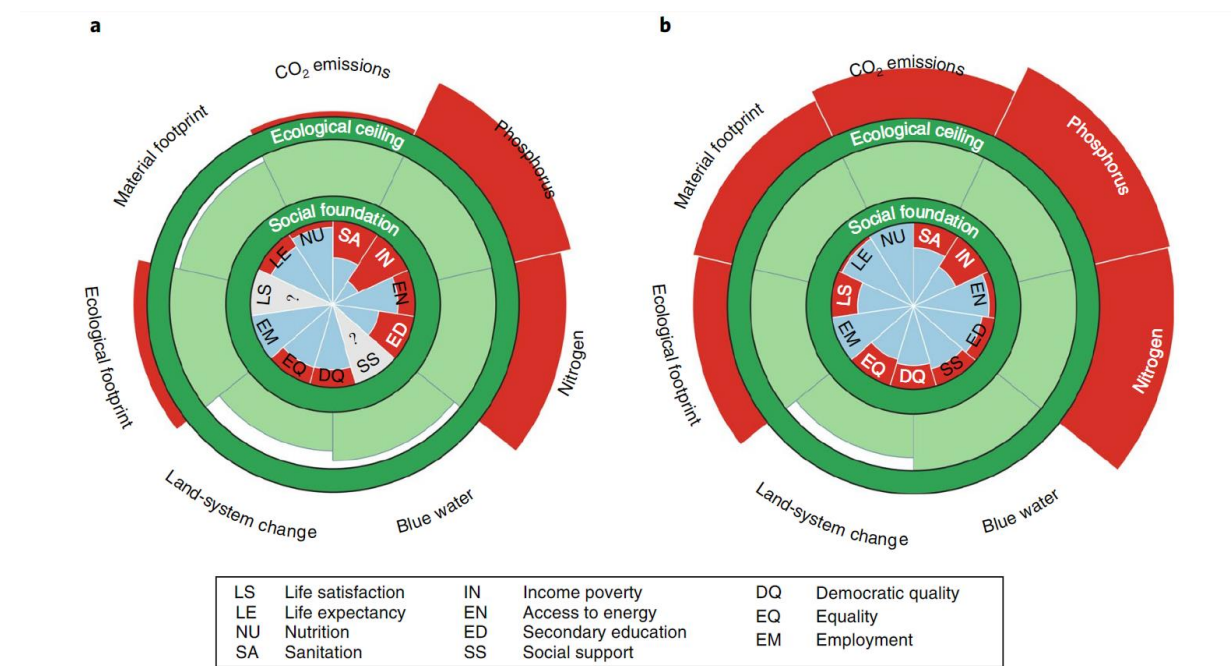 a
CO₂ emissions
Material footprint
Phosphorus
Ecological ceiling
Social foundation
NU
SA
LE
IN
LS
?
EN
EM
ED
?
EQ
DQ
SS
Ecological footprint
Nitrogen
Land-system change
Blue water
b
CO₂ emissions
Material footprint
Phosphorus
Ecological ceiling
Social foundation
NU
SA
LE
IN
LS
EN
EM
ED
EQ
DQ
SS
Ecological footprint
Nitrogen
Land-system change
Blue water
LS Life satisfaction
LE Life expectancy
NU Nutrition
SA Sanitation
IN Income poverty
EN Access to energy
ED Secondary education
SS Social support
DQ Democratic quality
EQ Equality
EM Employment